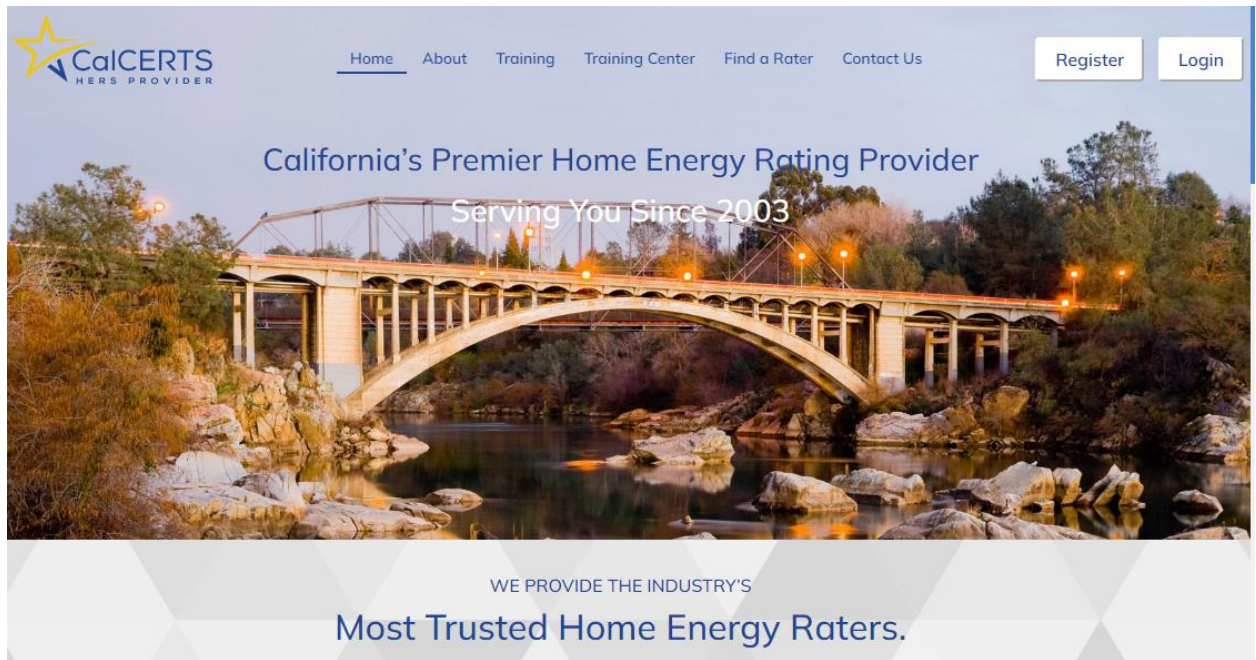 CalCERTS
HERS PROVIDER
Home
About
Training
Training Center
Find a Rater
Contact Us
Register
Login
California's Premier Home Energy Rating Provider
Serving You Since 2003
WE PROVIDE THE INDUSTRY'S
Most Trusted Home Energy Raters.